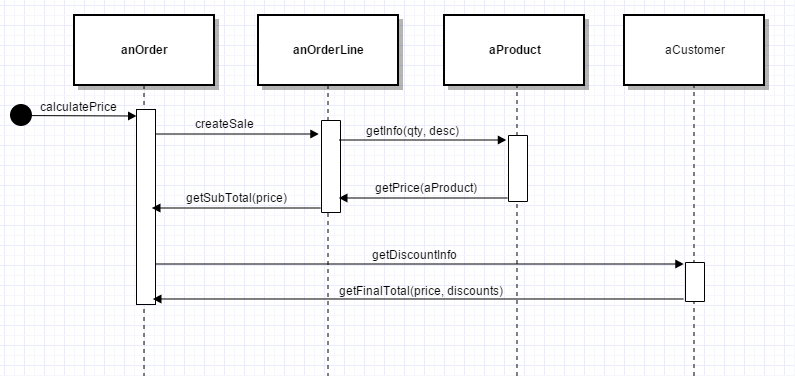 anOrder
anOrderLine
aProduct
aCustomer
calculatePrice
createSale
getInfo(qty, desc)
getPrice(aProduct)
getSubTotal(price)
getDiscountInfo
getFinalTotal(price, discounts)